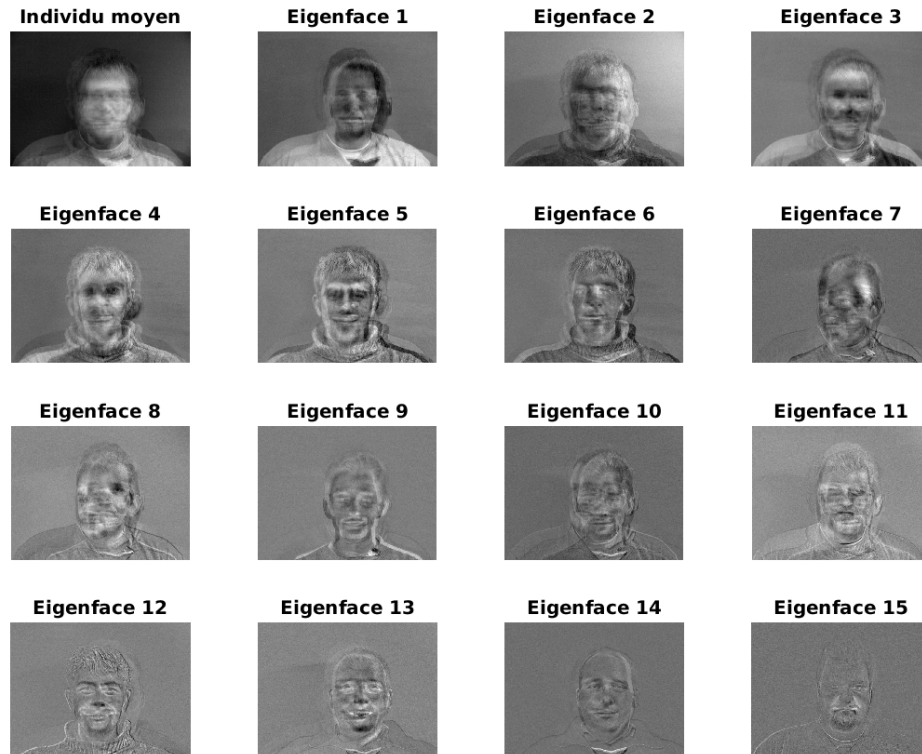 Individu moyen
Eigenface 1
Eigenface 2
Eigenface 3
Eigenface 4
Eigenface 5
Eigenface 6
Eigenface 7
Eigenface 8
Eigenface 9
Eigenface 10
Eigenface 11
Eigenface 12
Eigenface 13
Eigenface 14
Eigenface 15